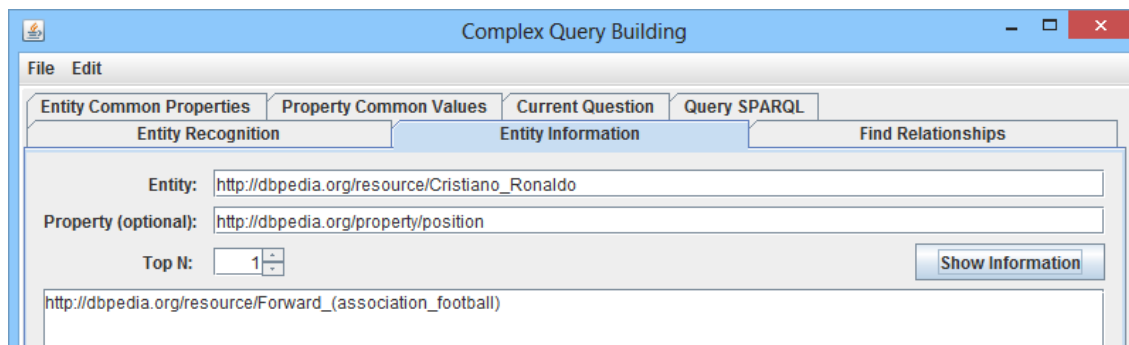 Complex Query Building
File Edit
Entity Common Properties Property Common Values Current Question Query SPARQL
Entity Recognition Entity Information Find Relationships
Entity: http://dbpedia.org/resource/Cristiano_Ronaldo
Property (optional): http://dbpedia.org/property/position
Top N: 1 Show Information
http://dbpedia.org/resource/Forward_(association_football)